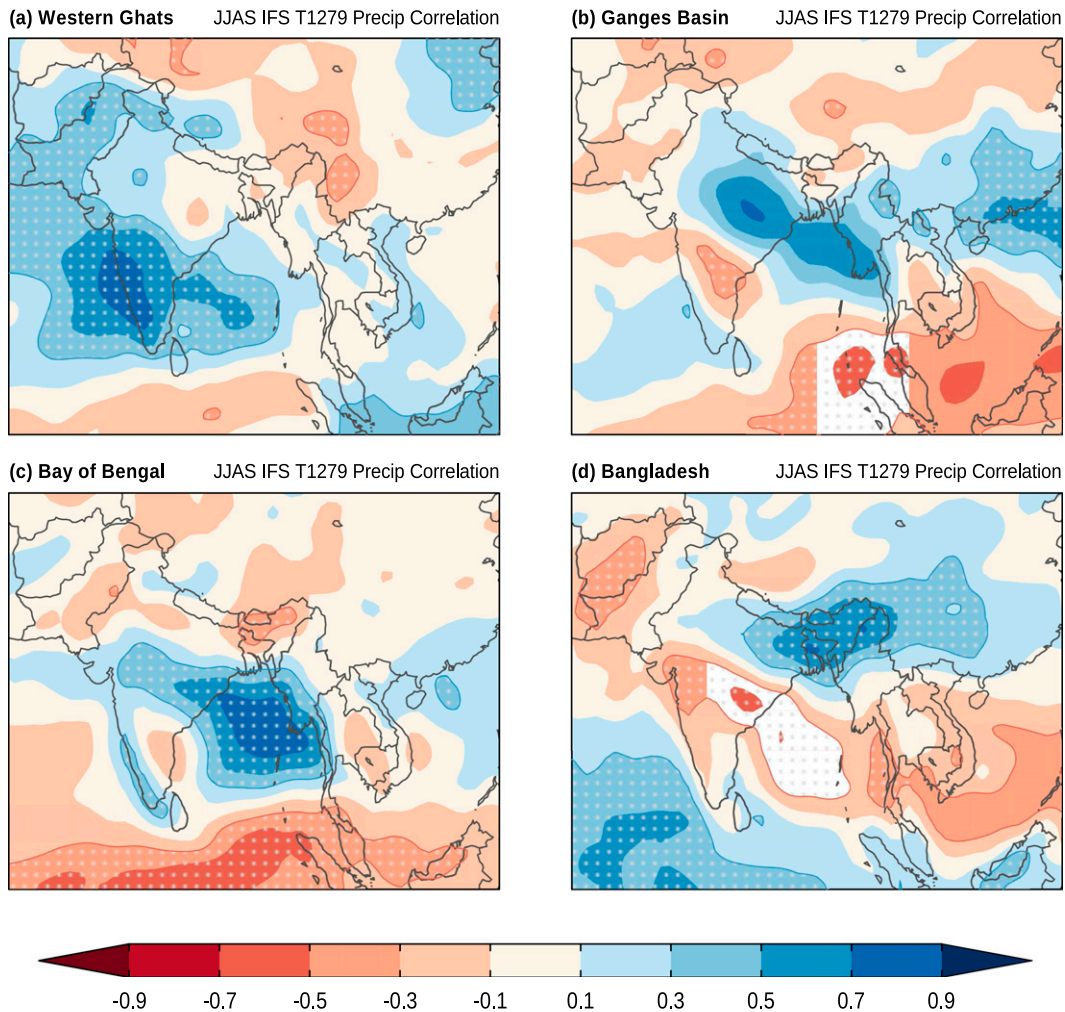 (a) Western Ghats JJAS IFS T1279 Precip Correlation
(b) Ganges Basin JJAS IFS T1279 Precip Correlation
(c) Bay of Bengal JJAS IFS T1279 Precip Correlation
(d) Bangladesh JJAS IFS T1279 Precip Correlation
-0.9 -0.7 -0.5 -0.3 -0.1 0.1 0.3 0.5 0.7 0.9